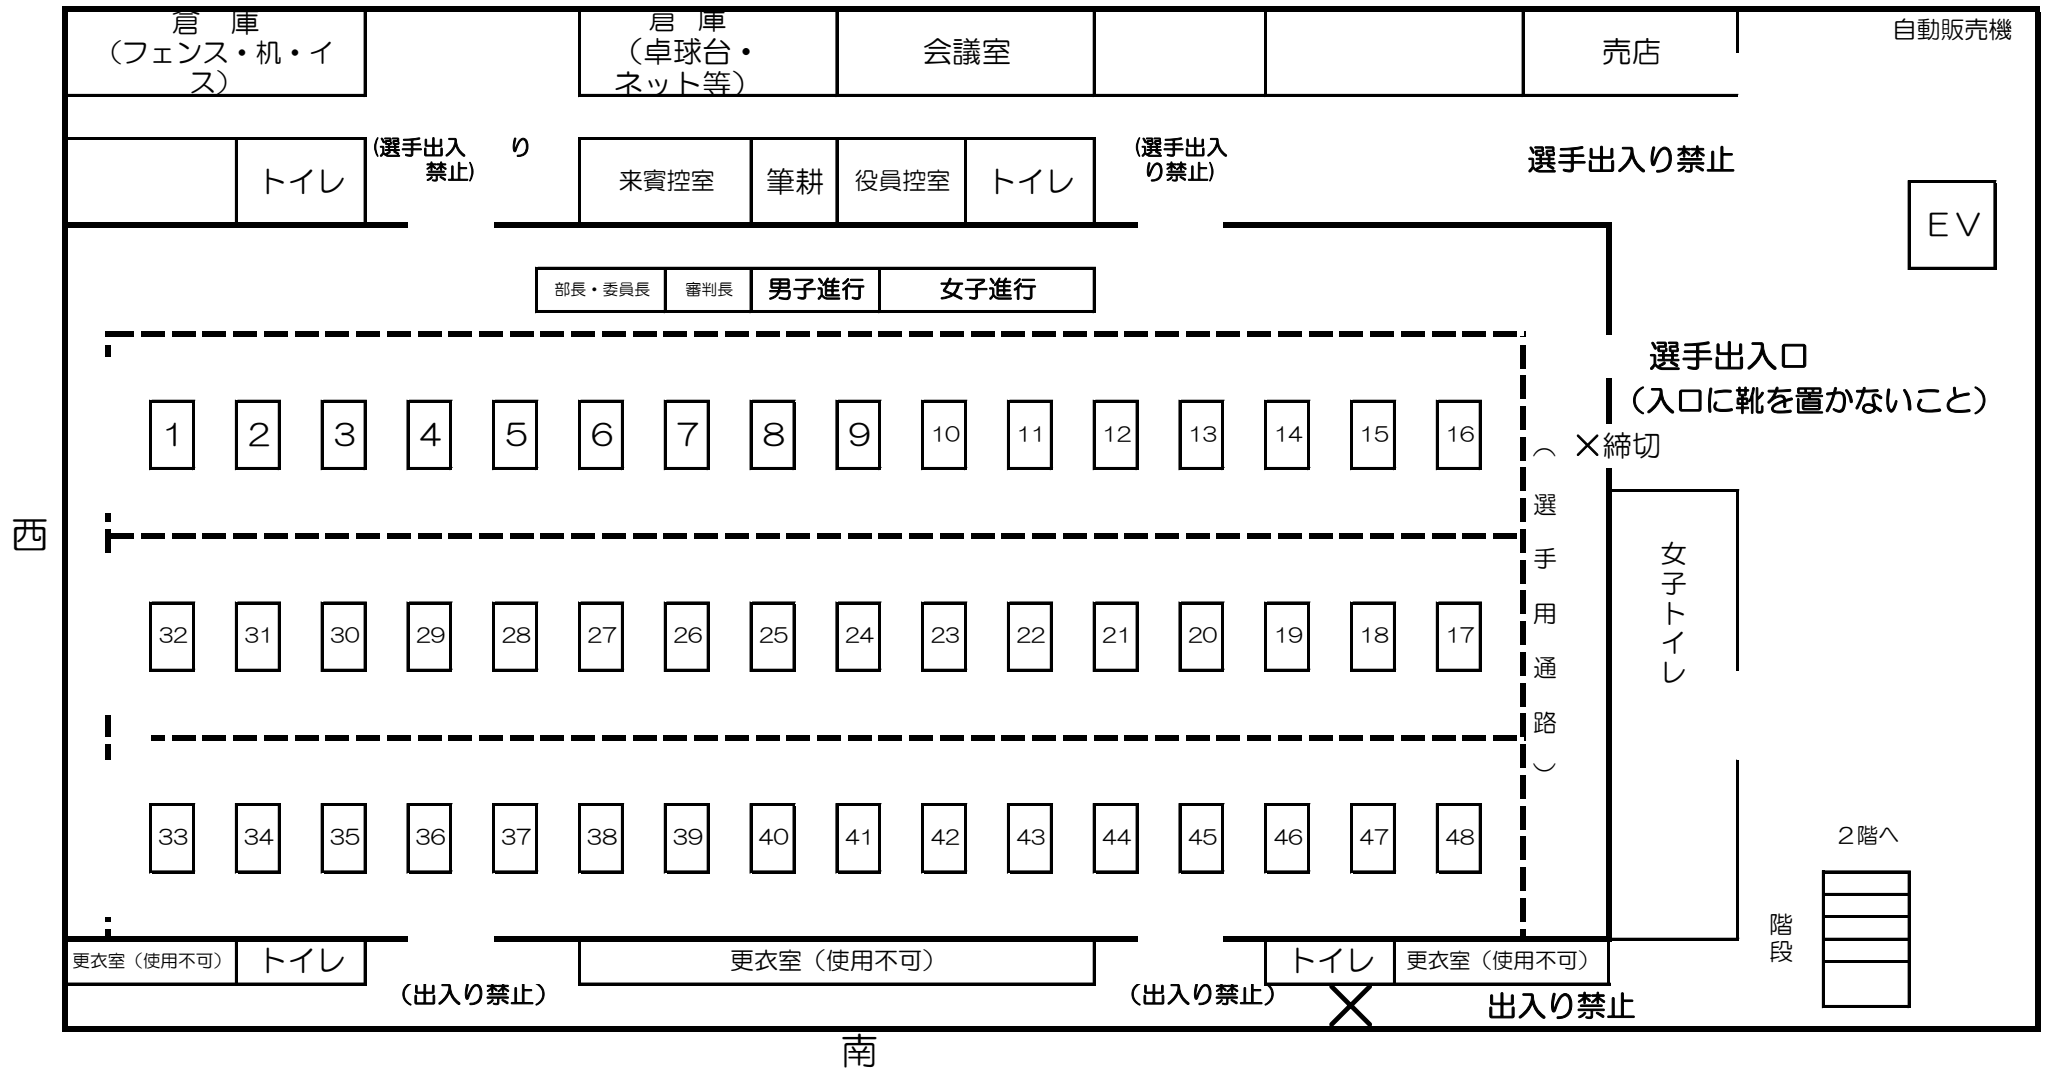 倉　庫
（フェンス・机・イ
ス）
倉　庫
（卓球台・
ネット等）
会議室
売店
自動販売機
トイレ
(選手出入　り
禁止)
来賓控室
筆耕
役員控室
トイレ
(選手出入
り禁止)
選手出入り禁止
ＥＶ
部長・委員長
審判長
男子進行
女子進行
選手出入口
（入口に靴を置かないこと）
1
2
3
4
5
6
7
8
9
10
11
12
13
14
15
16
×締切
（選手用通路）
西
32
31
30
29
28
27
26
25
24
23
22
21
20
19
18
17
女子トイレ
33
34
35
36
37
38
39
40
41
42
43
44
45
46
47
48
２階へ
階段
更衣室（使用不可）
トイレ
更衣室（使用不可）
トイレ
更衣室（使用不可）
（出入り禁止）
（出入り禁止）
出入り禁止
南